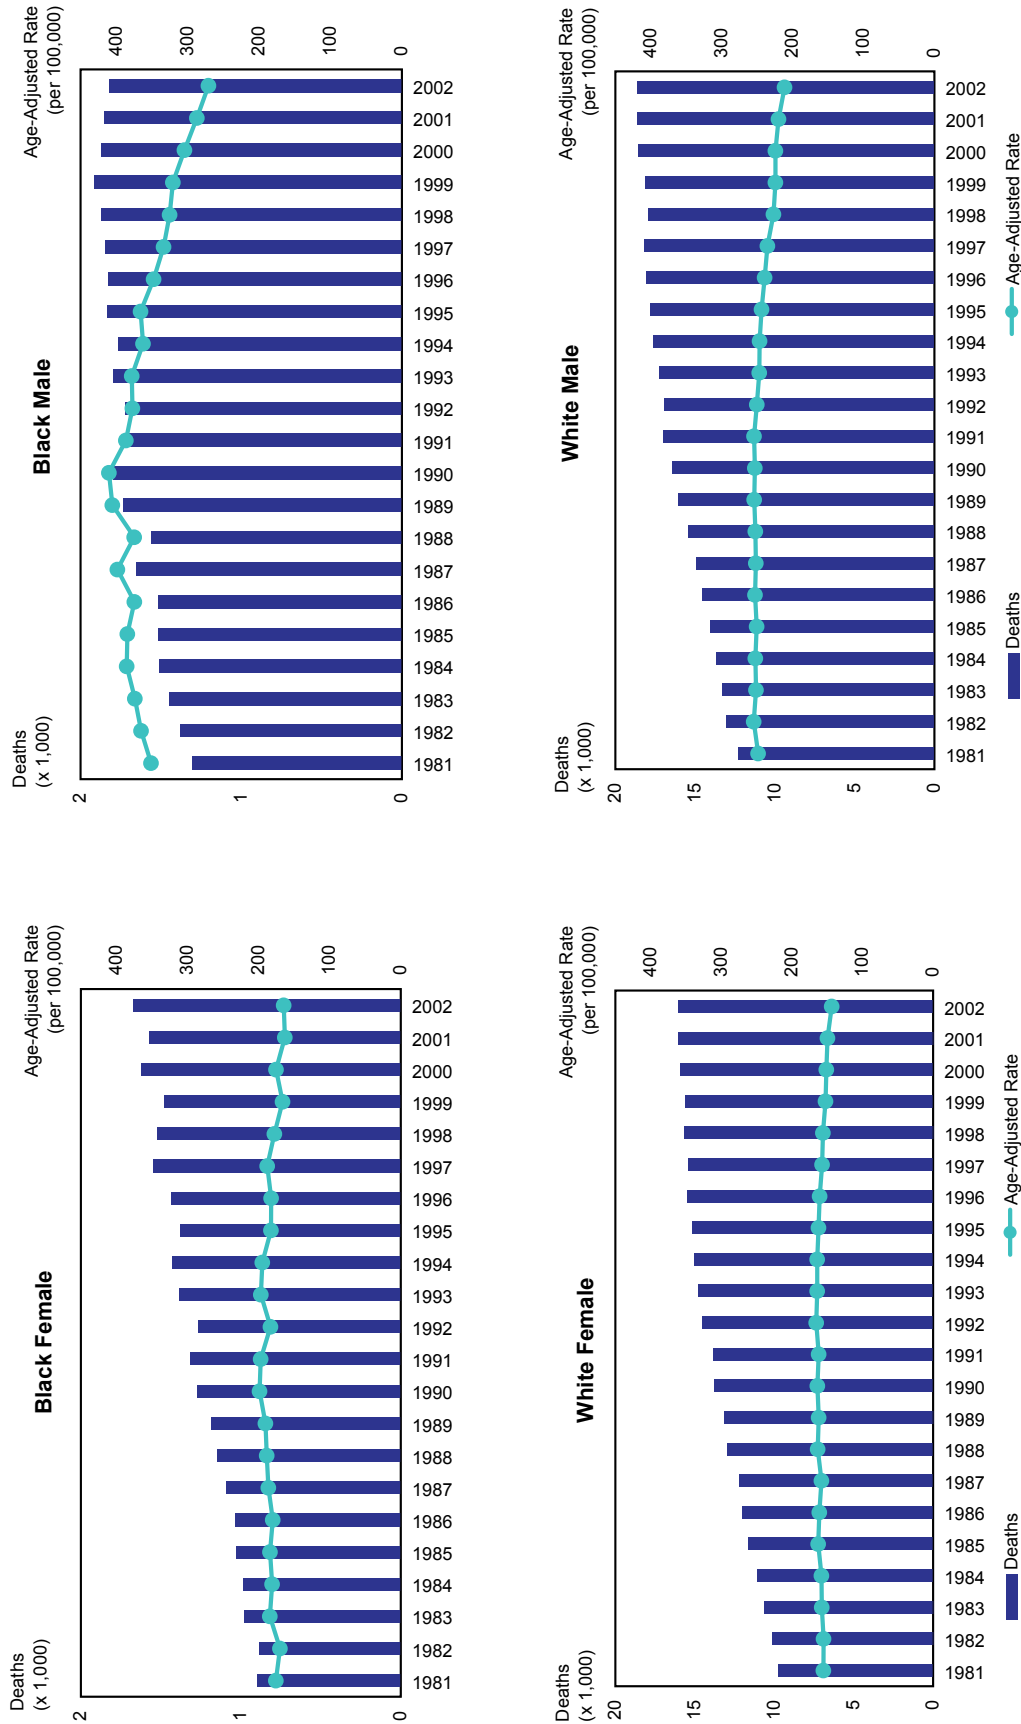 Black Female
Deaths
(x 1,000)
Age-Adjusted Rate
(per 100,000)
2
1
0
400
300
200
100
0
1981 1982 1983 1984 1985 1986 1987 1988 1989 1990 1991 1992 1993 1994 1995 1996 1997 1998 1999 2000 2001 2002
Black Male
Deaths
(x 1,000)
Age-Adjusted Rate
(per 100,000)
2
1
0
400
300
200
100
0
1981 1982 1983 1984 1985 1986 1987 1988 1989 1990 1991 1992 1993 1994 1995 1996 1997 1998 1999 2000 2001 2002
White Female
Deaths
(x 1,000)
Age-Adjusted Rate
(per 100,000)
20
15
10
5
0
400
300
200
100
0
1981 1982 1983 1984 1985 1986 1987 1988 1989 1990 1991 1992 1993 1994 1995 1996 1997 1998 1999 2000 2001 2002
Deaths Age-Adjusted Rate
White Male
Deaths
(x 1,000)
Age-Adjusted Rate
(per 100,000)
20
15
10
5
0
400
300
200
100
0
1981 1982 1983 1984 1985 1986 1987 1988 1989 1990 1991 1992 1993 1994 1995 1996 1997 1998 1999 2000 2001 2002
Deaths Age-Adjusted Rate